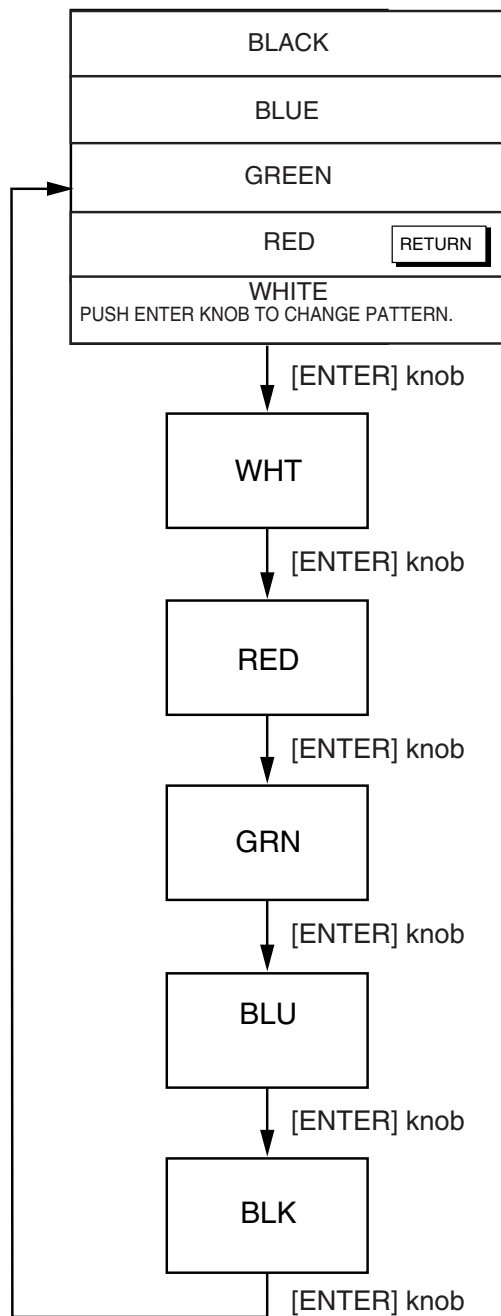 BLACK
BLUE
GREEN
RED
RETURN
WHITE
PUSH ENTER KNOB TO CHANGE PATTERN.
[ENTER] knob
WHT
[ENTER] knob
RED
[ENTER] knob
GRN
[ENTER] knob
BLU
[ENTER] knob
BLK
[ENTER] knob